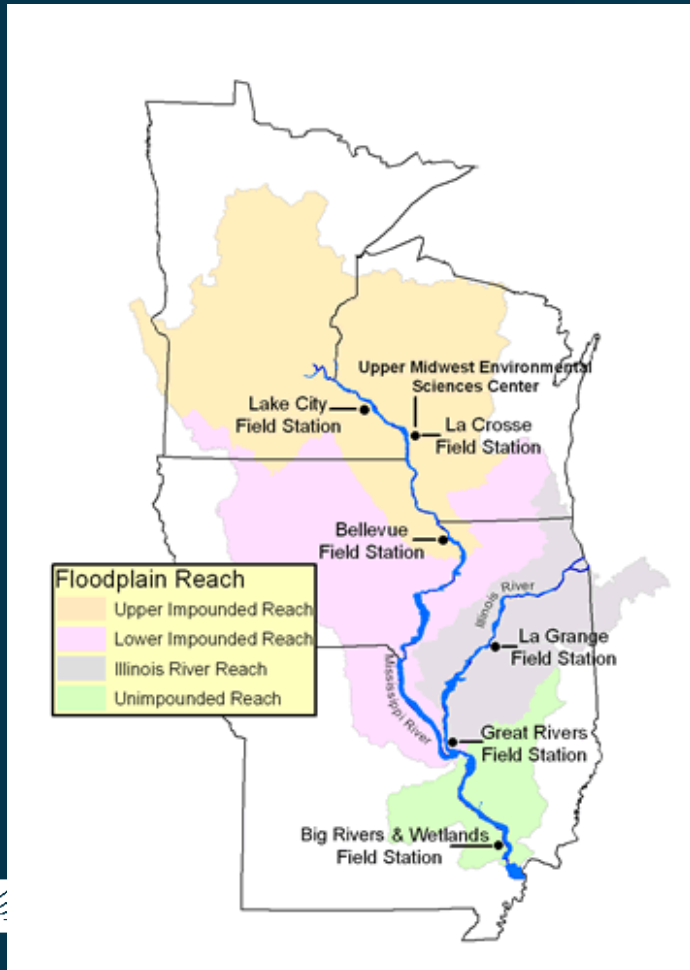 Upper Midwest Environmental
Sciences Center
Lake City
Field Station
La Crosse
Field Station
Bellevue
Field Station
Floodplain Reach
Upper Impounded Reach
Lower Impounded Reach
Illinois River Reach
Unimpounded Reach
Illinois River
La Grange
Field Station
Mississippi River
Great Rivers
Field Station
Big Rivers & Wetlands
Field Station